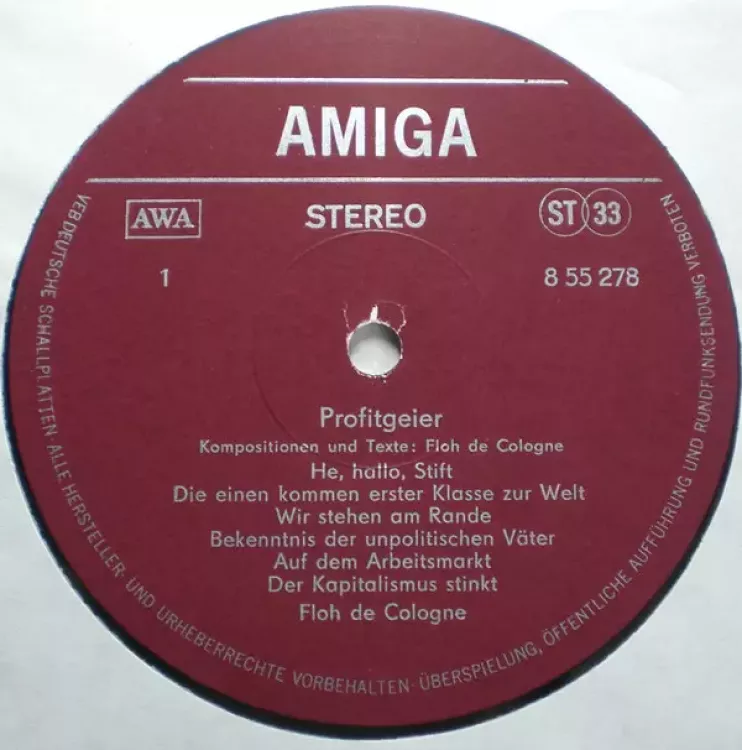 AMIGA
AWA
STEREO
ST 33
1
8 55 278
Profitgeier
Kompositionen und Texte: Floh de Cologne
He, hallo, Stift
Die einen kommen erster Klasse zur Welt
Wir stehen am Rande
Bekenntnis der unpolitischen Väter
Auf dem Arbeitsmarkt
Der Kapitalismus stinkt
Floh de Cologne
VEB DEUTSCHE SCHALLPLATTEN ALLE HERSTELLER- UND URHEBERRECHTE VORBEHALTEN · ÜBERSPIELUNG, ÖFFENTLICHE AUFFÜHRUNG UND RUNDFUNKSENDUNG VERBOTEN